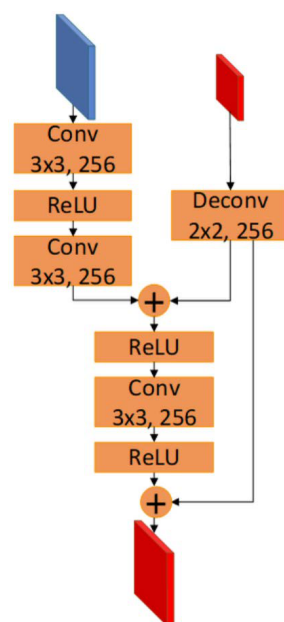 Conv
3x3, 256
ReLU
Conv
3x3, 256
Deconv
2x2, 256
+
ReLU
Conv
3x3, 256
ReLU
+